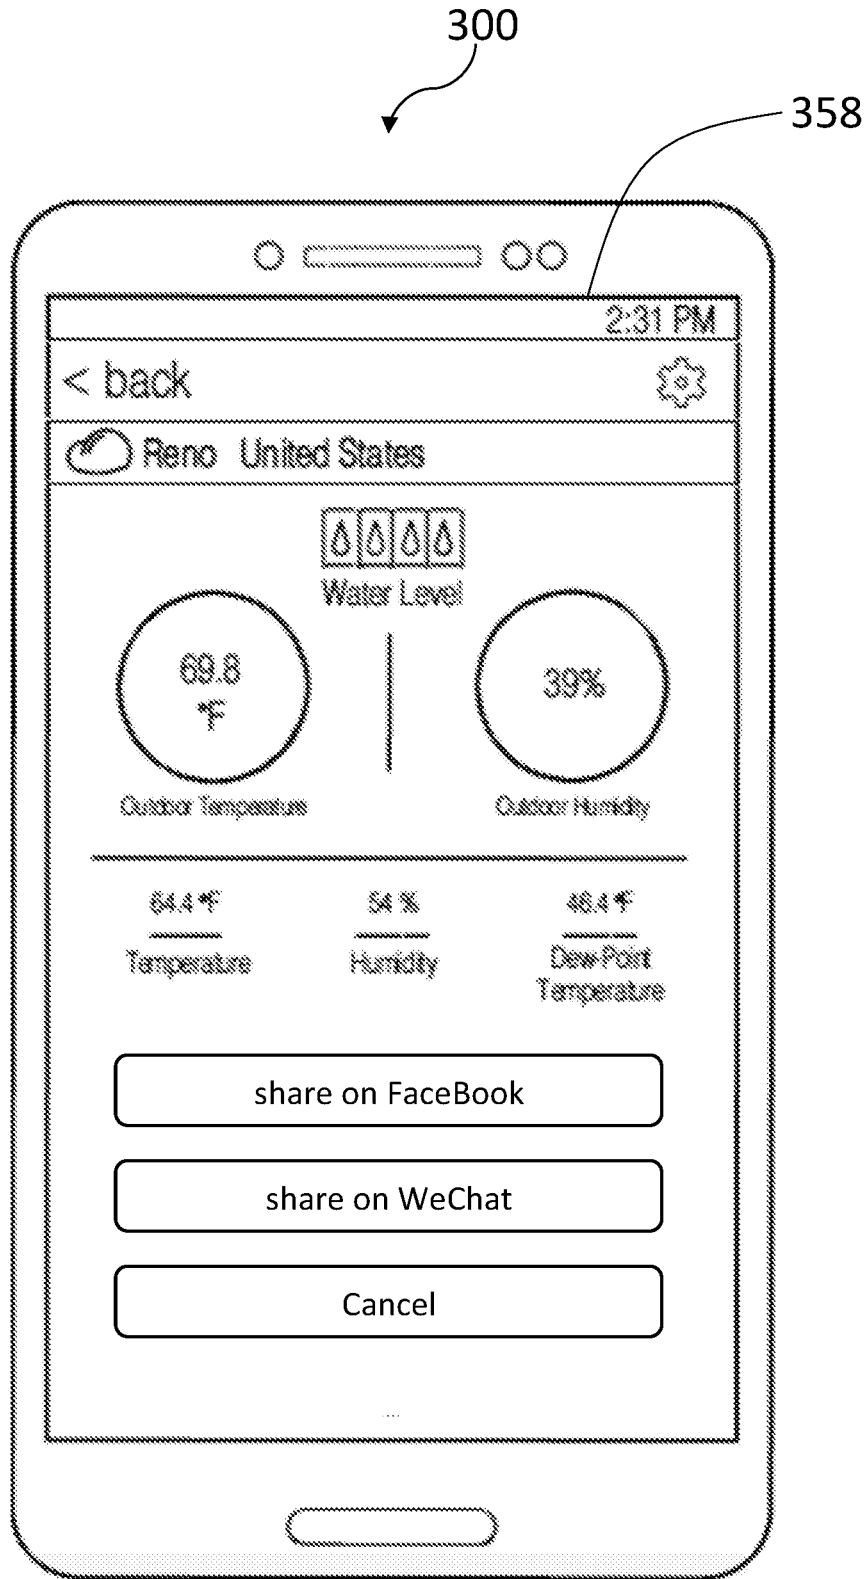 300
358
2:31 PM
< back
Reno United States
Water Level
69.8
°F
39%
Outdoor Temperature
Outdoor Humidity
64.4 °F
54 %
46.4 °F
Temperature
Humidity
Dew-Point
Temperature
share on FaceBook
share on WeChat
Cancel
...